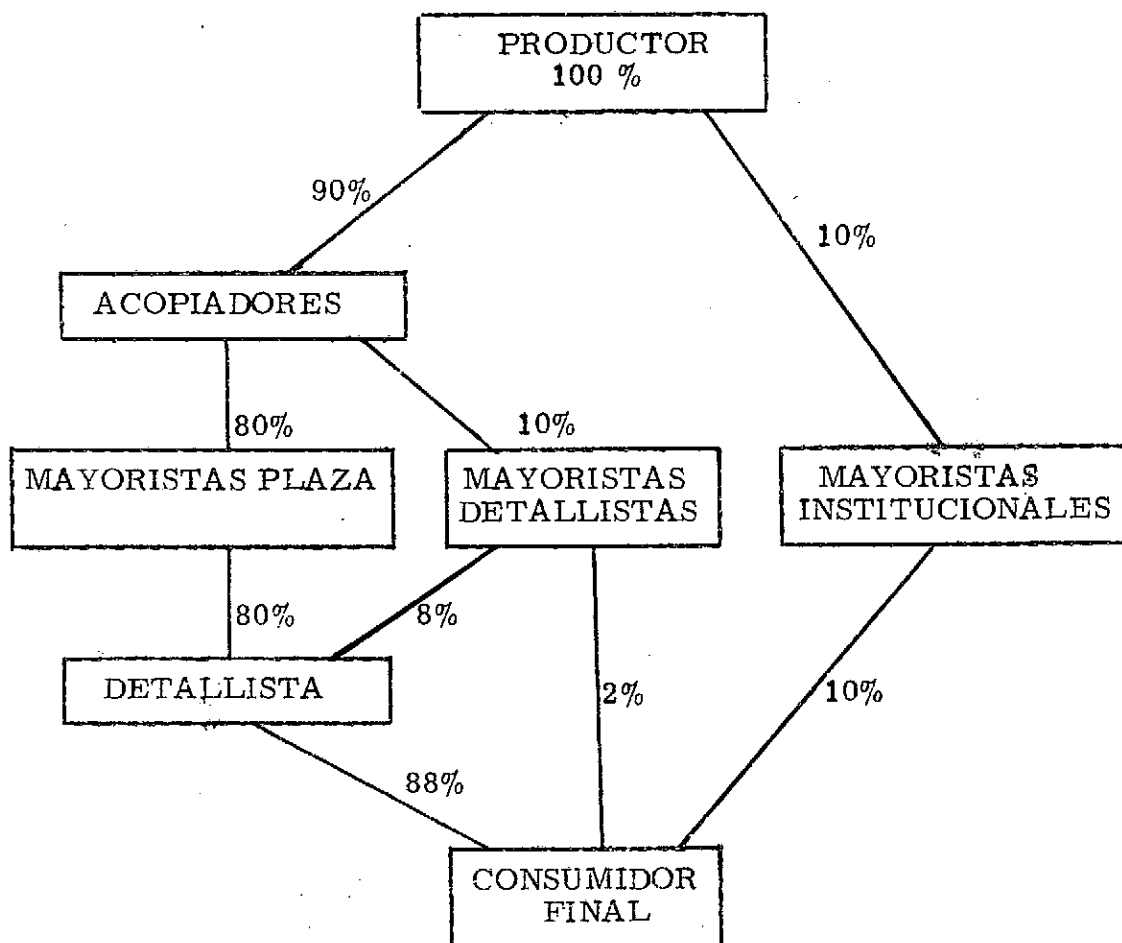 PRODUCTOR
100 %
90%
10%
ACOPIADORES
80%
10%
MAYORISTAS PLAZA
MAYORISTAS
DETALLISTAS
MAYORISTAS
INSTITUCIONALES
80%
8%
2%
10%
DETALLISTA
88%
CONSUMIDOR
FINAL